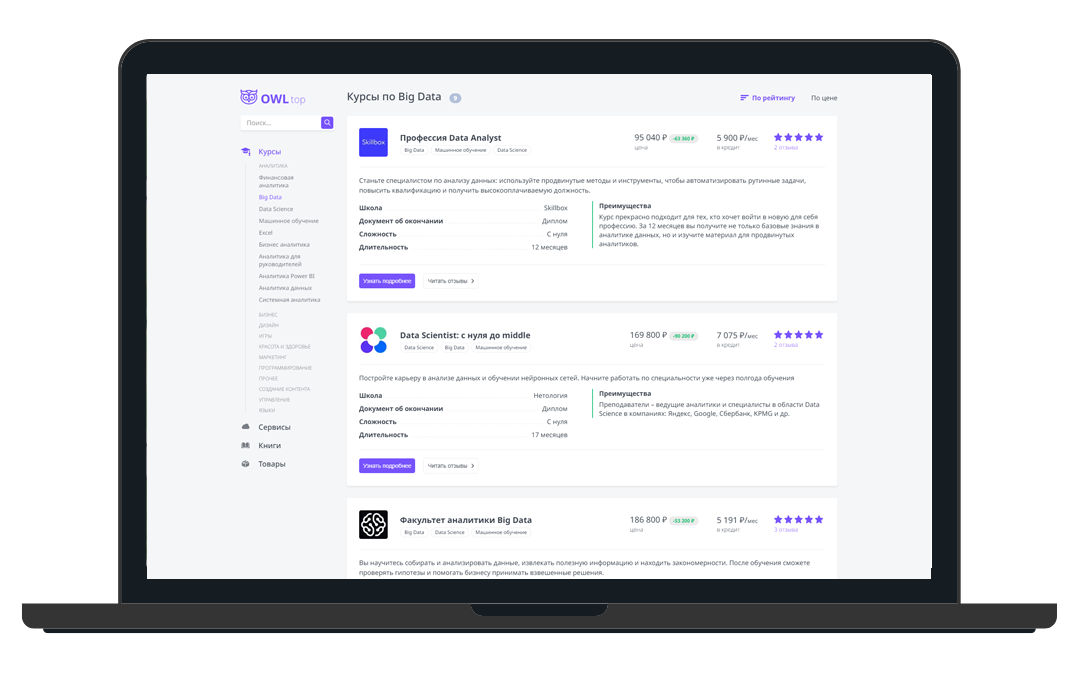 OWLtop
Поиск...
Курсы
АНАЛИТИКА
Финансовая
аналитика
Big Data
Data Science
Машинное обучение
Excel
Бизнес аналитика
Аналитика для
руководителей
Аналитика Power BI
Аналитика данных
Системная аналитика
БИЗНЕС
ДИЗАЙН
ИГРЫ
КРАСОТА И ЗДОРОВЬЕ
МАРКЕТИНГ
ПРОГРАММИРОВАНИЕ
ПРОЧЕЕ
СОЗДАНИЕ КОНТЕНТА
УПРАВЛЕНИЕ
ЯЗЫКИ
Сервисы
Книги
Товары
Курсы по Big Data 9
По рейтингу По цене
Skillbox
Профессия Data Analyst
Big Data Машинное обучение Data Science
95 040 ₽ -63 360 ₽ 5 900 ₽/мес
цена в кредит 2 отзыва
Станьте специалистом по анализу данных: используйте продвинутые методы и инструменты, чтобы автоматизировать рутинные задачи,
повысить квалификацию и получить высокооплачиваемую должность.
Школа Skillbox
Документ об окончании Диплом
Сложность С нуля
Длительность 12 месяцев
Преимущества
Курс прекрасно подходит для тех, кто хочет войти в новую для себя
профессию. За 12 месяцев вы получите не только базовые знания в
аналитике данных, но и изучите материал для продвинутых
аналитиков.
Узнать подробнее Читать отзывы
Data Scientist: с нуля до middle
Data Science Big Data Машинное обучение
169 800 ₽ -90 200 ₽ 7 075 ₽/мес
цена в кредит 2 отзыва
Постройте карьеру в анализе данных и обучении нейронных сетей. Начните работать по специальности уже через полгода обучения
Школа Нетология
Документ об окончании Диплом
Сложность С нуля
Длительность 17 месяцев
Преимущества
Преподаватели – ведущие аналитики и специалисты в области Data
Science в компаниях: Яндекс, Google, Сбербанк, KPMG и др.
Узнать подробнее Читать отзывы
Факультет аналитики Big Data
Big Data Data Science Машинное обучение
186 800 ₽ -53 200 ₽ 5 191 ₽/мес
цена в кредит 3 отзыва
Вы научитесь собирать и анализировать данные, извлекать полезную информацию и находить закономерности. После обучения сможете
проверять гипотезы и помогать бизнесу принимать взвешенные решения.